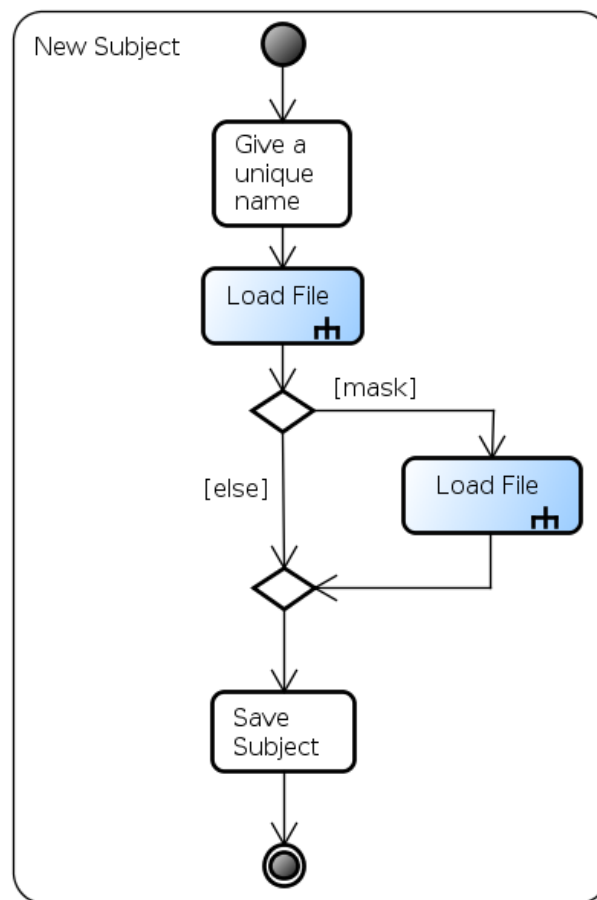 New Subject
Give a
unique
name
Load File
[mask]
Load File
[else]
Save
Subject